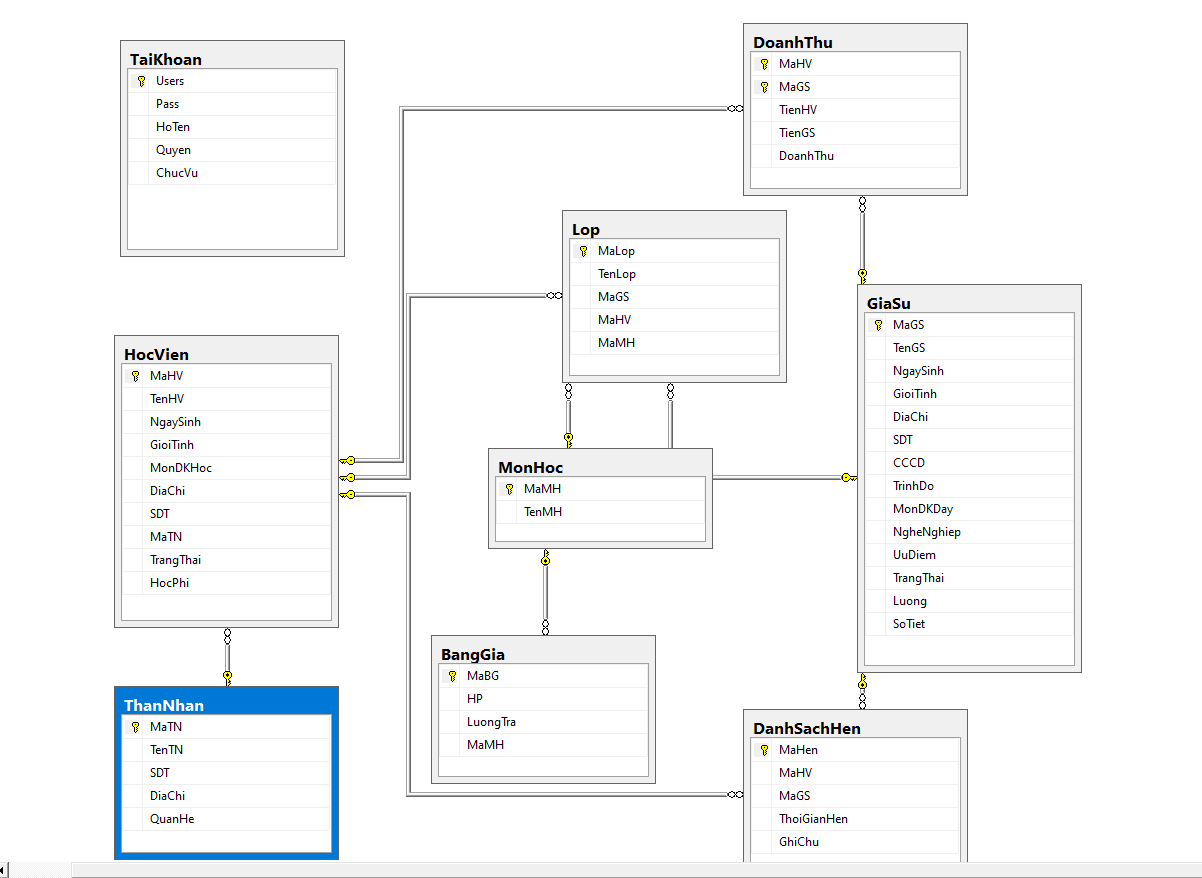 TaiKhoan
Users
Pass
HoTen
Quyen
ChucVu
DoanhThu
MaHV
MaGS
TienHV
TienGS
DoanhThu
Lop
MaLop
TenLop
MaGS
MaHV
MaMH
GiaSu
MaGS
TenGS
NgaySinh
GioiTinh
DiaChi
SDT
CCCD
TrinhDo
MonDKDay
NgheNghiep
UuDiem
TrangThai
Luong
SoTiet
HocVien
MaHV
TenHV
NgaySinh
GioiTinh
MonDKHoc
DiaChi
SDT
MaTN
TrangThai
HocPhi
MonHoc
MaMH
TenMH
BangGia
MaBG
HP
LuongTra
MaMH
ThanNhan
MaTN
TenTN
SDT
DiaChi
QuanHe
DanhSachHen
MaHen
MaHV
MaGS
ThoiGianHen
GhiChu